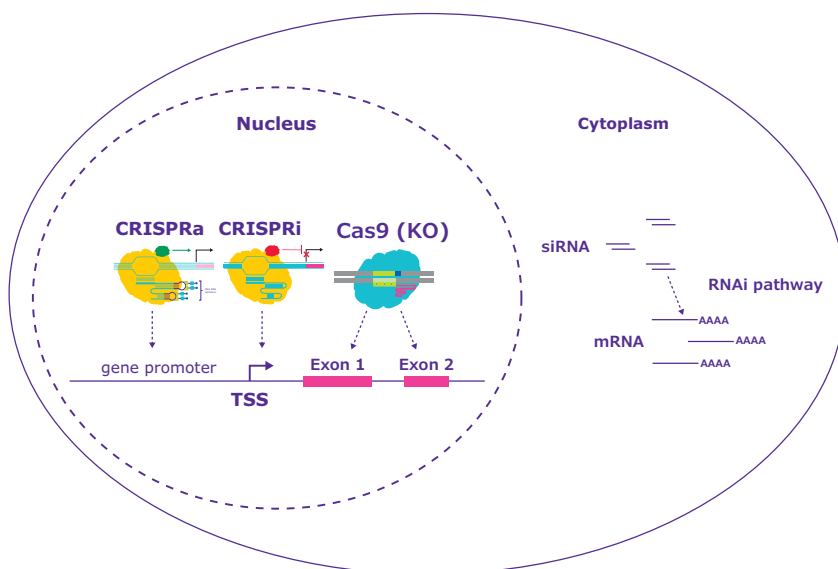 Nucleus
Cytoplasm
CRISPRa
CRISPRi
Cas9 (KO)
siRNA
RNAi pathway
mRNA
AAAA
AAAA
AAAA
gene promoter
Exon 1
Exon 2
TSS